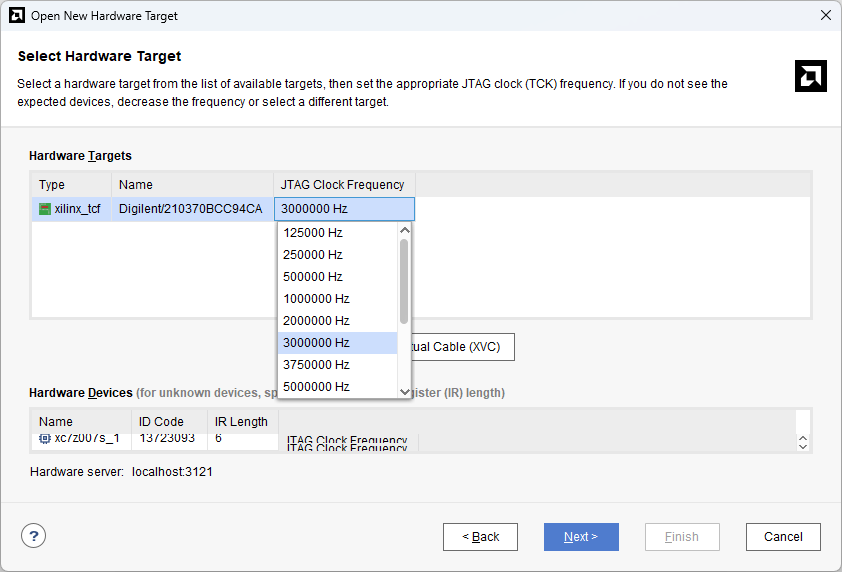 Open New Hardware Target
Select Hardware Target
Select a hardware target from the list of available targets, then set the appropriate JTAG clock (TCK) frequency. If you do not see the
expected devices, decrease the frequency or select a different target.
Hardware Targets
Type Name JTAG Clock Frequency
xilinx_tcf Digilent/210370BCC94CA 3000000 Hz
125000 Hz
250000 Hz
500000 Hz
1000000 Hz
2000000 Hz
3000000 Hz
3750000 Hz
5000000 Hz
tual Cable (XVC)
Hardware Devices (for unknown devices, sp gister (IR) length)
Name ID Code IR Length
xc7z007s_1 13723093 6
JTAG Clock Frequency
JTAG Clock Frequency
Hardware server: localhost:3121
?
< Back
Next >
Finish
Cancel